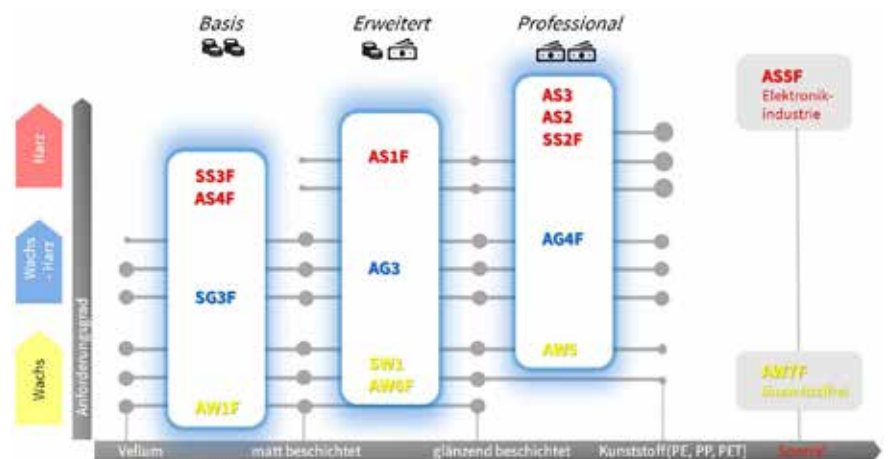 Basis
Erweitert
Professional
AS5F
Elektronik-
industrie
AS3
AS2
SS2F
AS1F
SS3F
AS4F
Harz
AG4F
AG3
SG3F
Wachs
- Harz
AW5
SW1
AW6F
AW1F
Wachs
AW7F
Anforderungsgrad
Vellum
matt beschichtet
glänzend beschichtet
Kunststoff(PE, PP, PET)